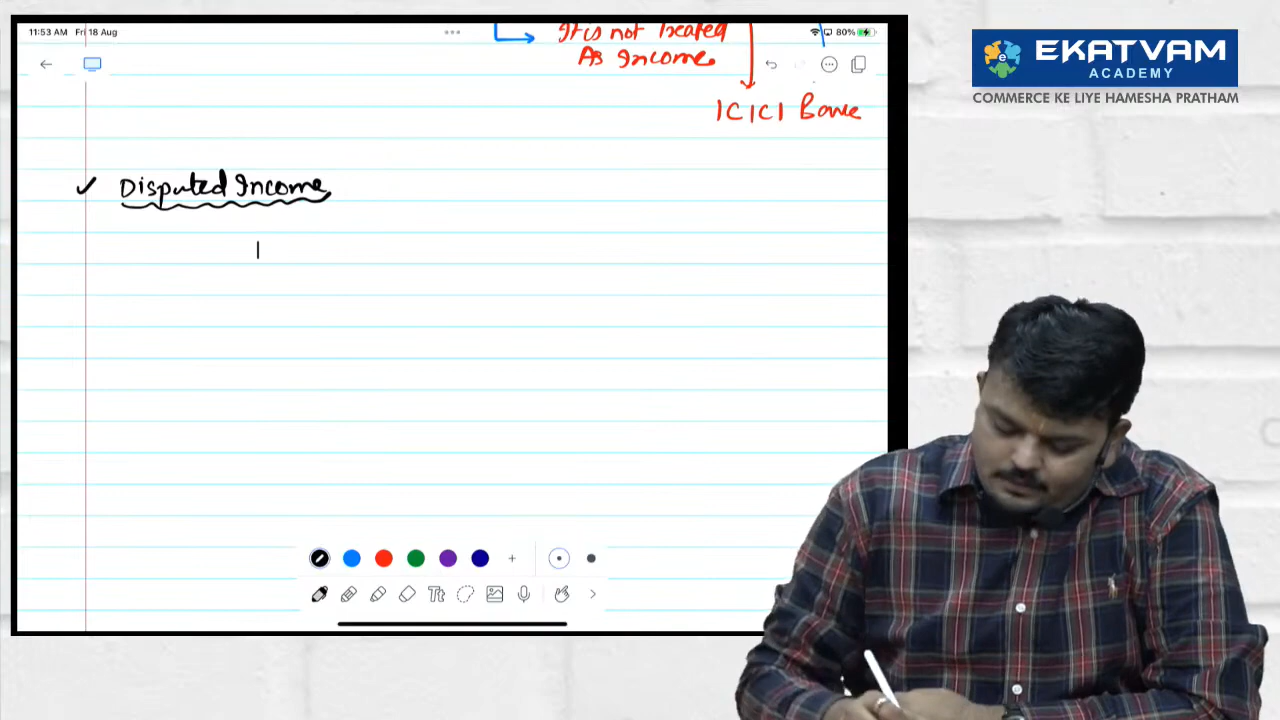 11:53 AM Fri 18 Aug
80%
It is not treated
As Income
ICICI Bank
✓ Disputed Income
EKATVAM
ACADEMY
COMMERCE KE LIYE HAMESHA PRATHAM